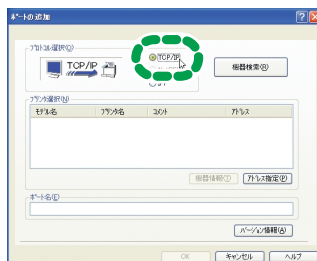 ポートの追加
プロトコル選択(O)
TCP/IP
TCP/IP
機器検索(R)
プリンタ選択(N)
モデル名 プリンタ名 コメント アドレス
機器情報(T) アドレス指定(P)
ポート名(E)
バージョン情報(A)
OK キャンセル ヘルプ